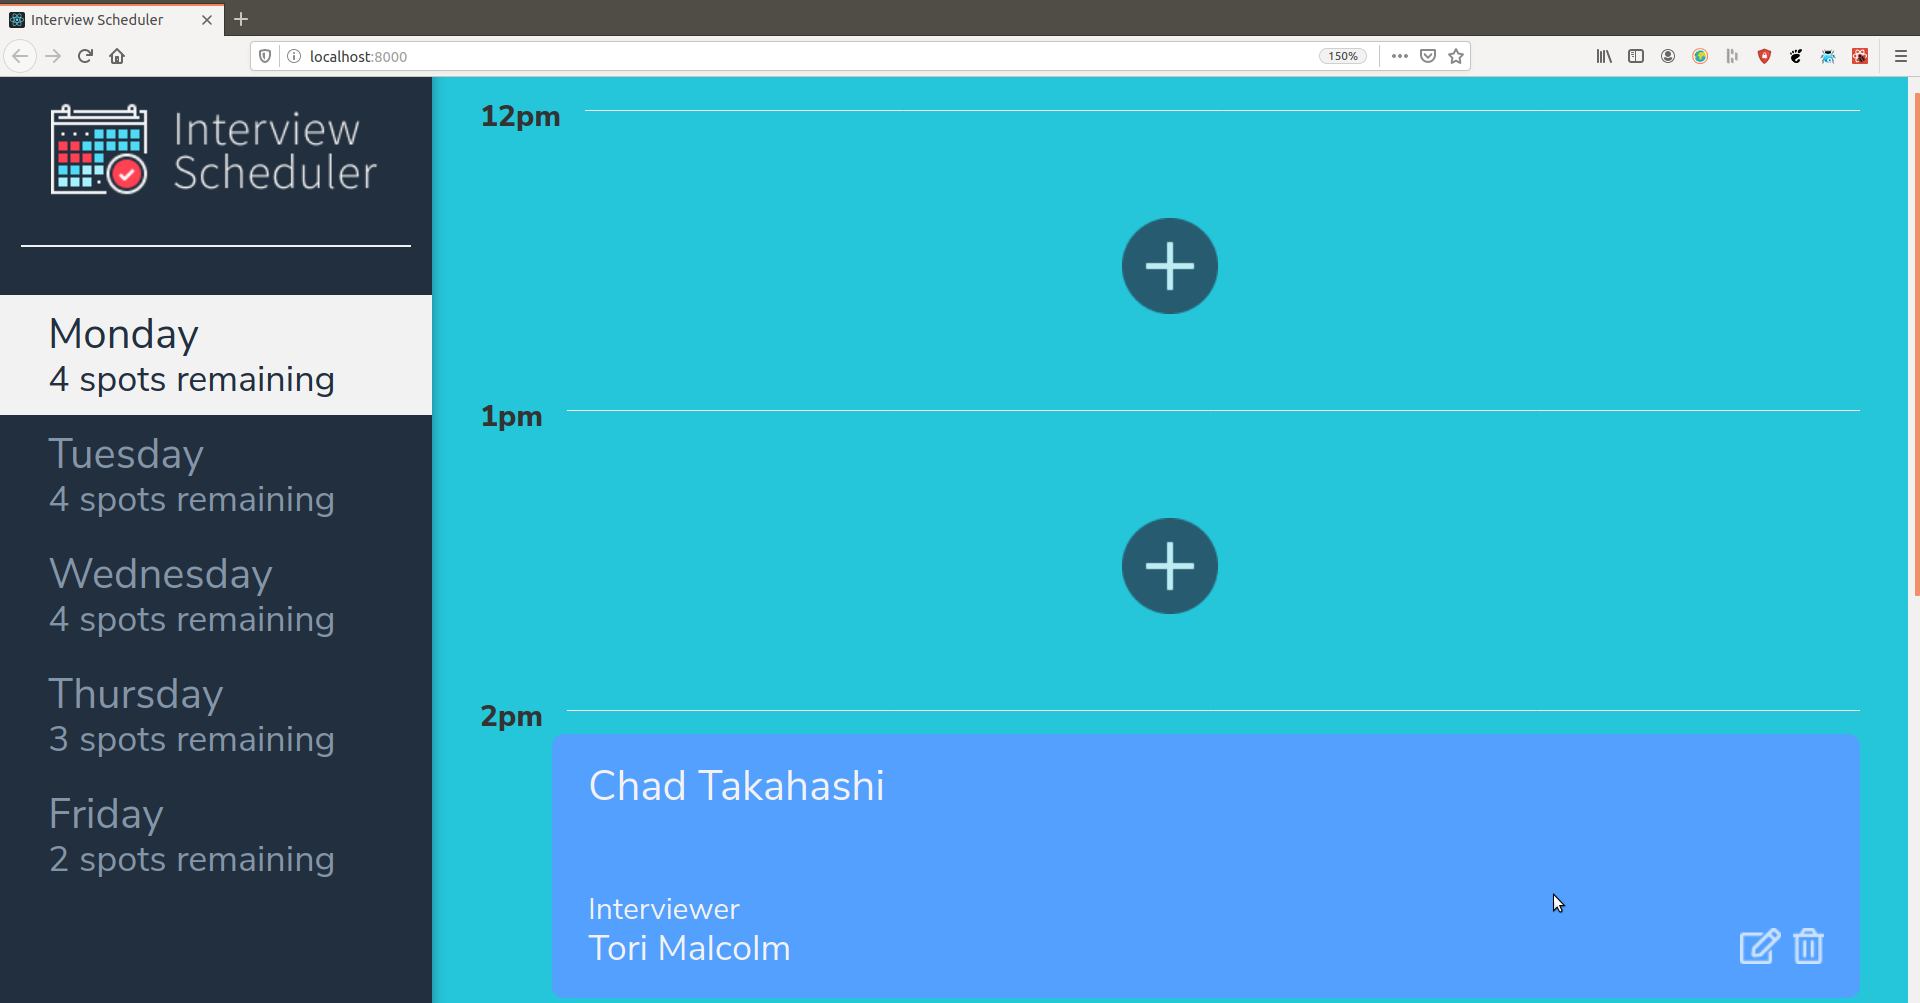 Interview Scheduler
localhost:8000
150%
Interview
Scheduler
Monday
4 spots remaining
Tuesday
4 spots remaining
Wednesday
4 spots remaining
Thursday
3 spots remaining
Friday
2 spots remaining
12pm
1pm
2pm
Chad Takahashi
Interviewer
Tori Malcolm